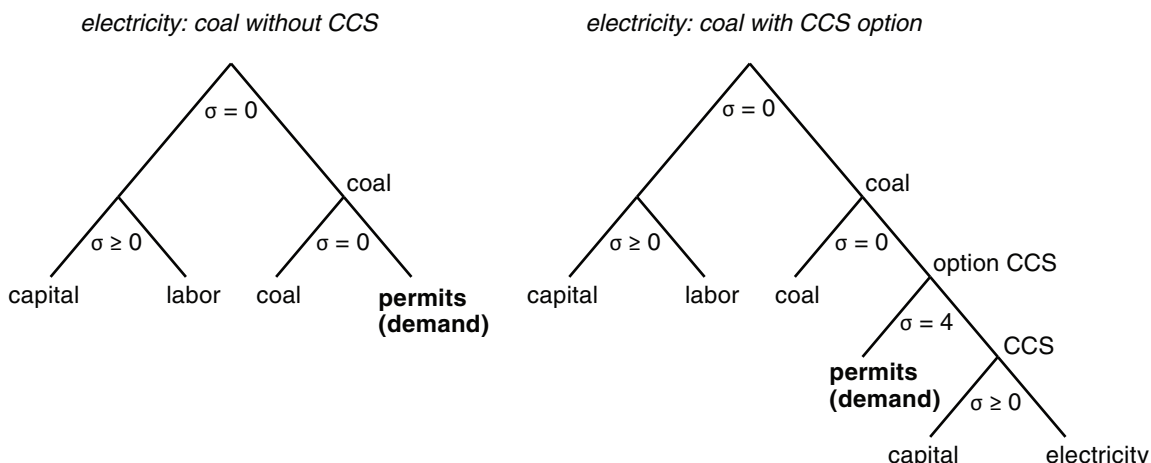 electricity: coal without CCS
σ = 0
coal
σ ≥ 0
σ = 0
capital
labor
coal
permits
(demand)
electricity: coal with CCS option
σ = 0
coal
σ ≥ 0
σ = 0
option CCS
capital
labor
coal
σ = 4
CCS
permits
(demand)
σ ≥ 0
capital
electricity